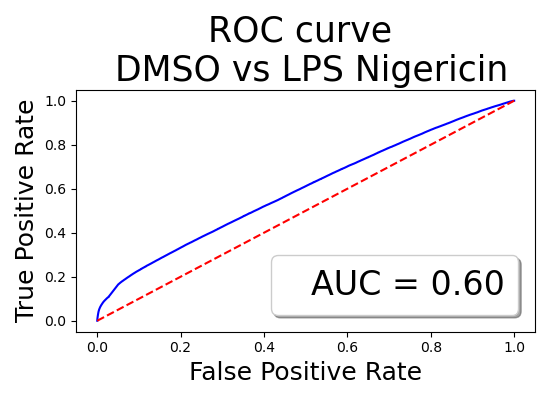 ROC curve
DMSO vs LPS Nigericin
True Positive Rate
1.0
0.8
0.6
0.4
0.2
0.0
AUC = 0.60
0.0 0.2 0.4 0.6 0.8 1.0
False Positive Rate